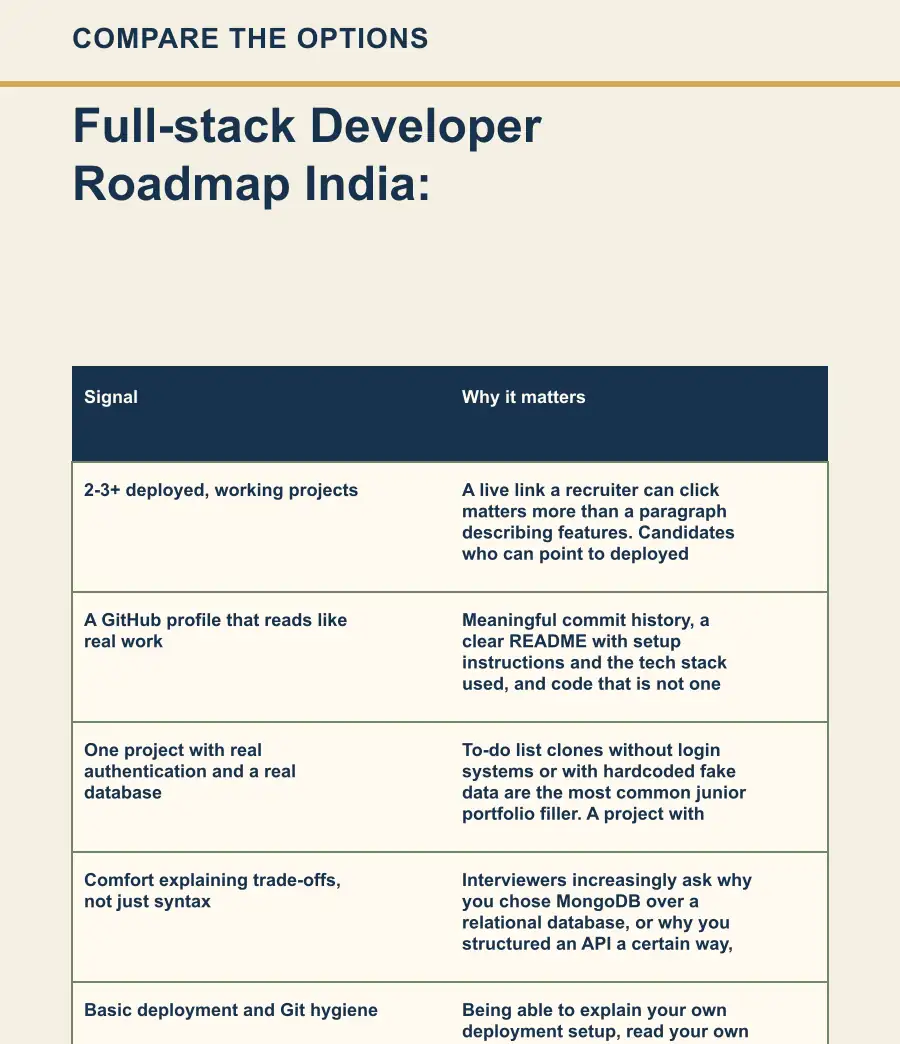 COMPARE THE OPTIONS
Full-stack Developer
Roadmap India:
Signal
Why it matters
2-3+ deployed, working projects
A live link a recruiter can click
matters more than a paragraph
describing features. Candidates
who can point to deployed
A GitHub profile that reads like
real work
Meaningful commit history, a
clear README with setup
instructions and the tech stack
used, and code that is not one
One project with real
authentication and a real
database
To-do list clones without login
systems or with hardcoded fake
data are the most common junior
portfolio filler. A project with
Comfort explaining trade-offs,
not just syntax
Interviewers increasingly ask why
you chose MongoDB over a
relational database, or why you
structured an API a certain way,
Basic deployment and Git hygiene
Being able to explain your own
deployment setup, read your own